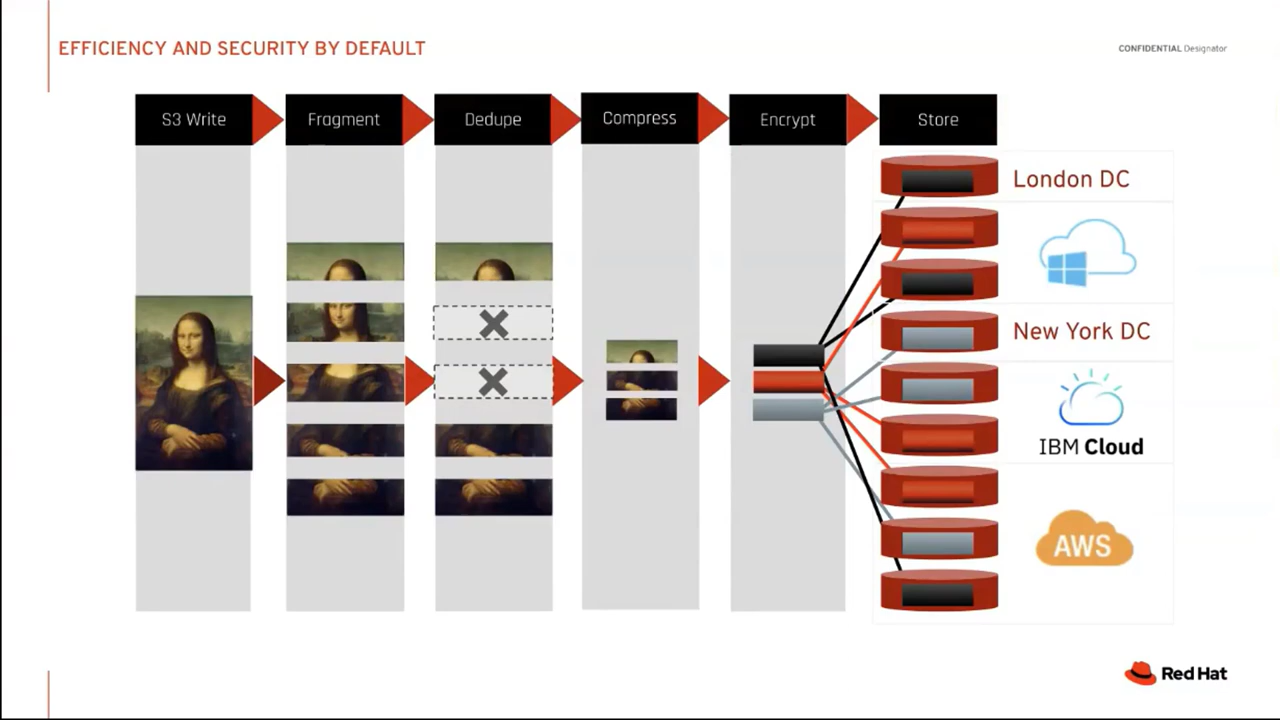 EFFICIENCY AND SECURITY BY DEFAULT
CONFIDENTIAL Designator
S3 Write
Fragment
Dedupe
Compress
Encrypt
Store
London DC
New York DC
IBM Cloud
AWS
Red Hat